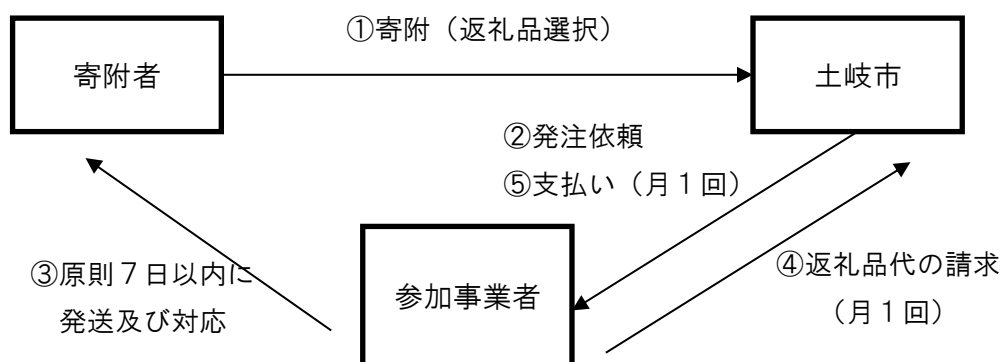 ①寄附（返礼品選択）
寄附者
土岐市
②発注依頼
⑤支払い（月１回）
③原則７日以内に
発送及び対応
参加事業者
④返礼品代の請求
（月１回）